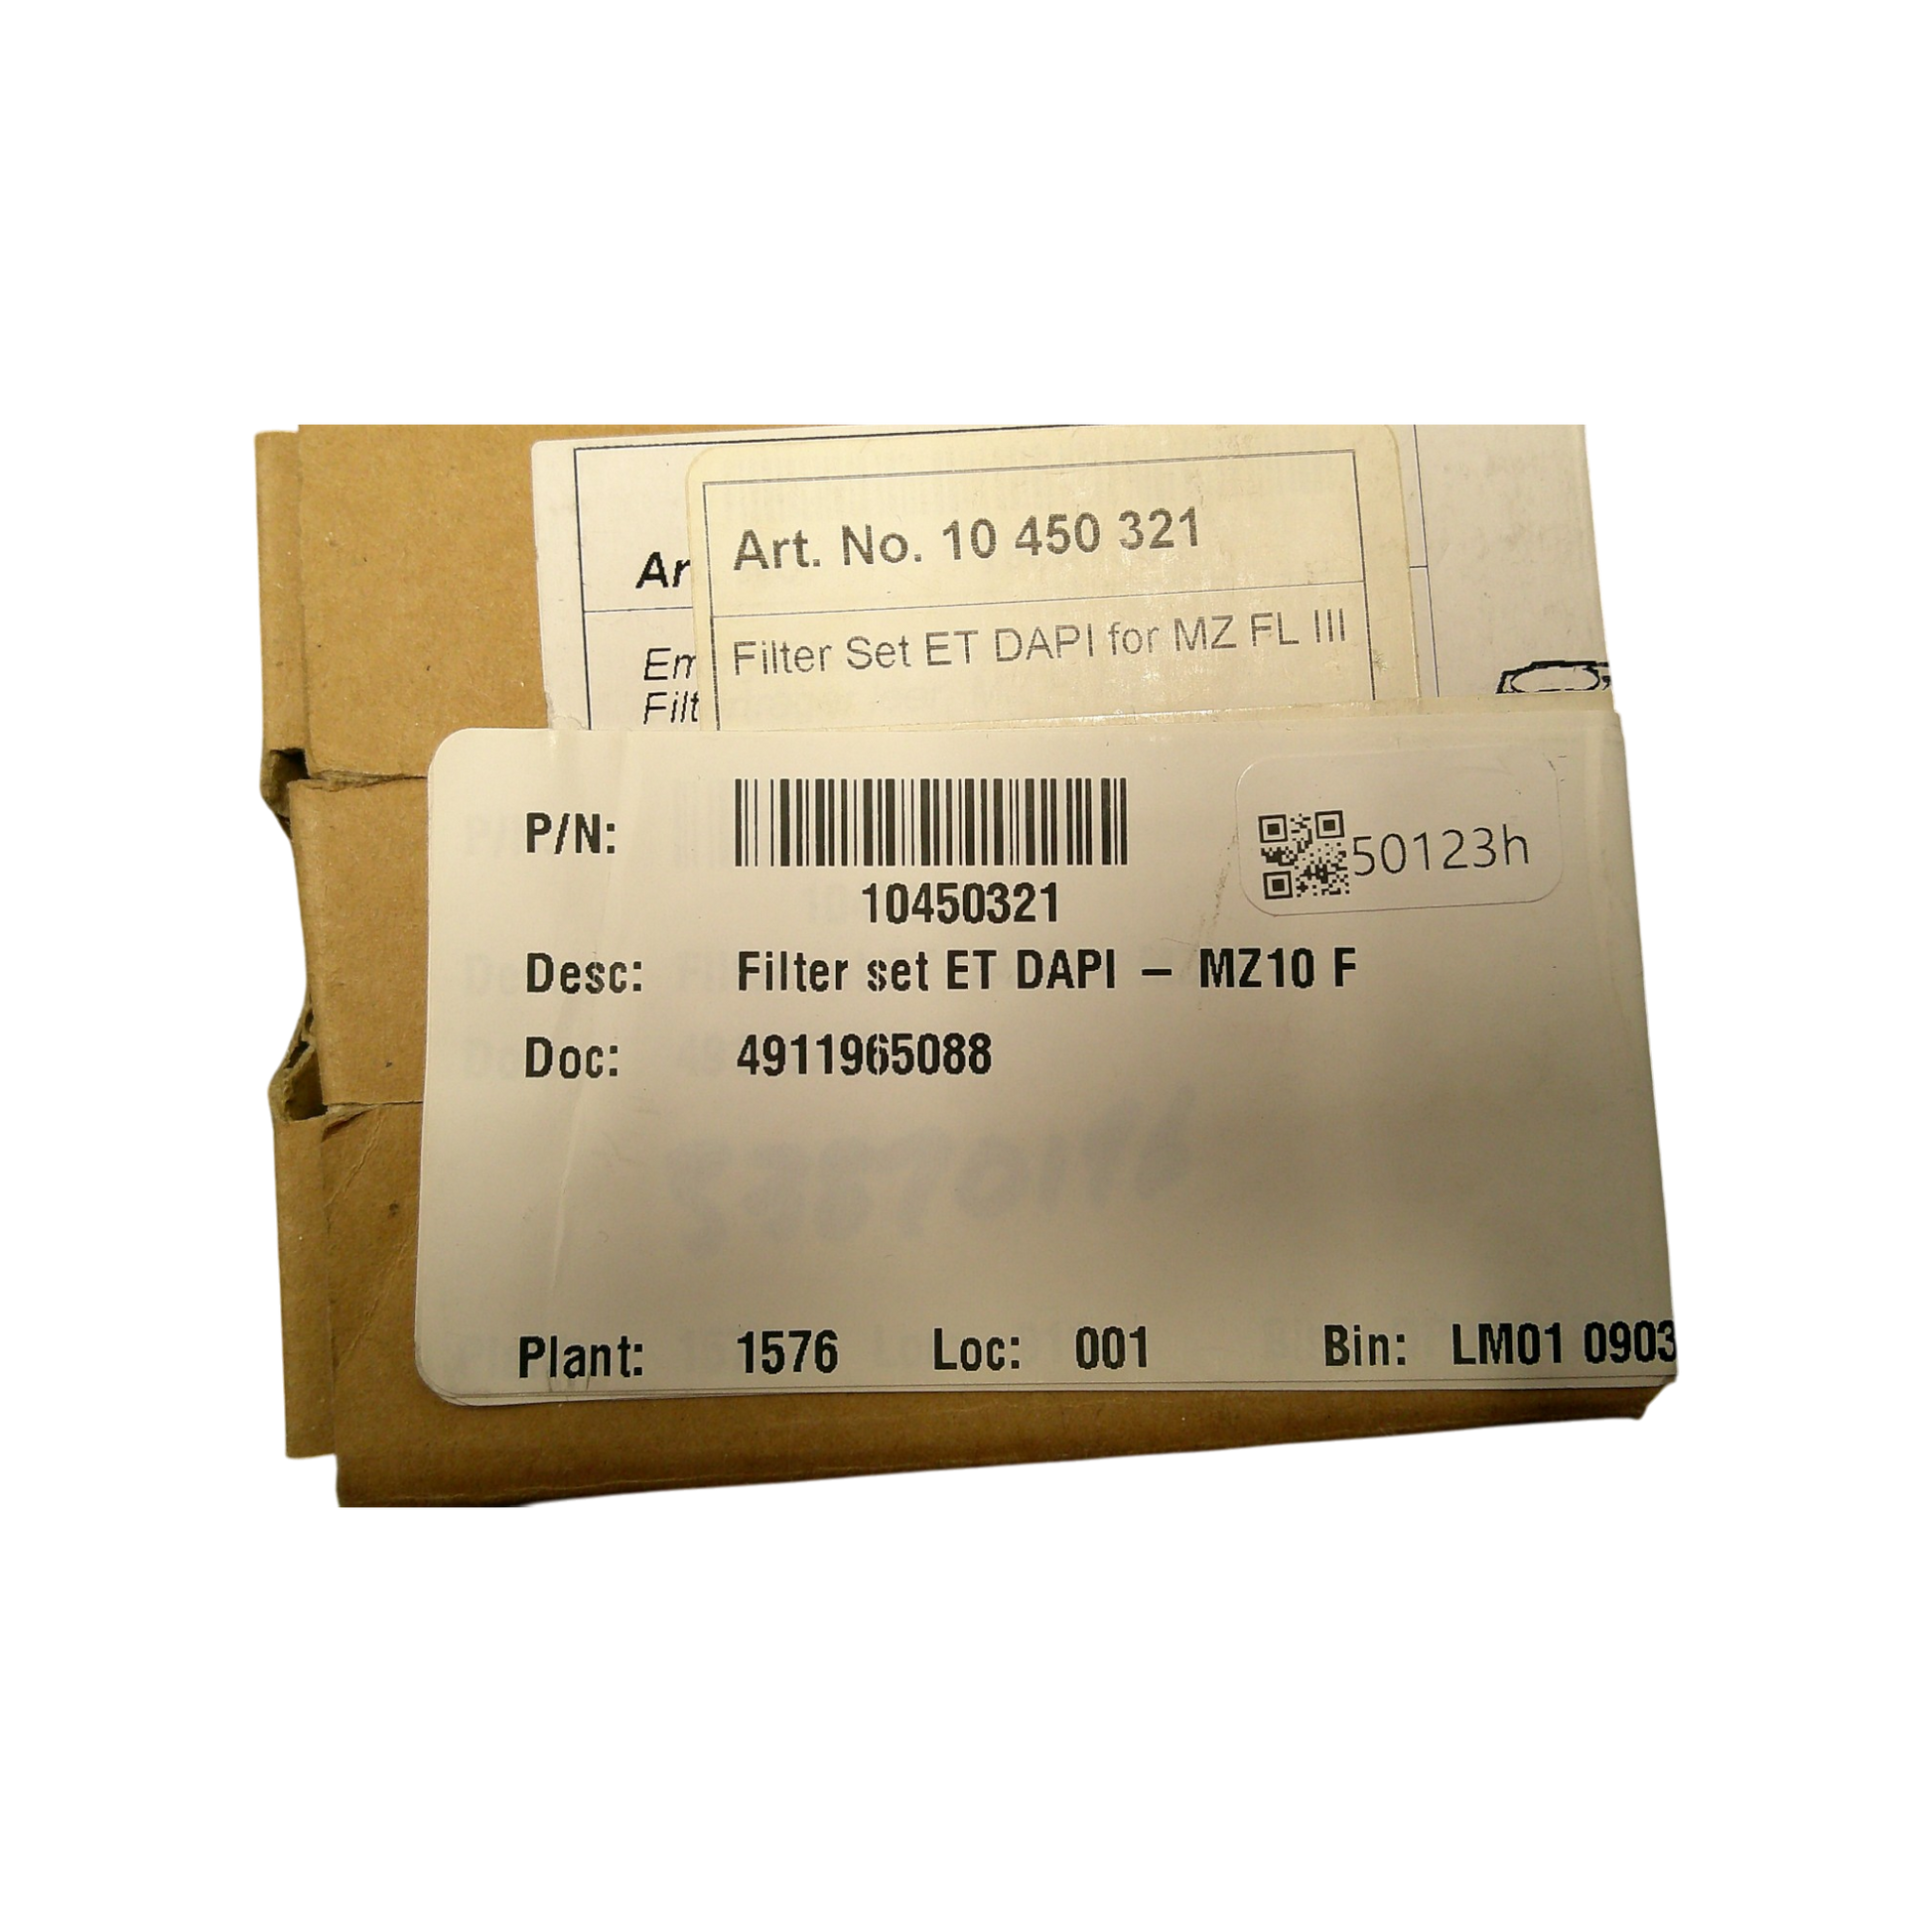 Art. No. 10 450 321
Filter Set ET DAPI for MZ FL III
P/N:
10450321
50123h
Desc: Filter set ET DAPI – MZ10 F
Doc: 4911965088
Plant: 1576 Loc: 001 Bin: LM01 0903